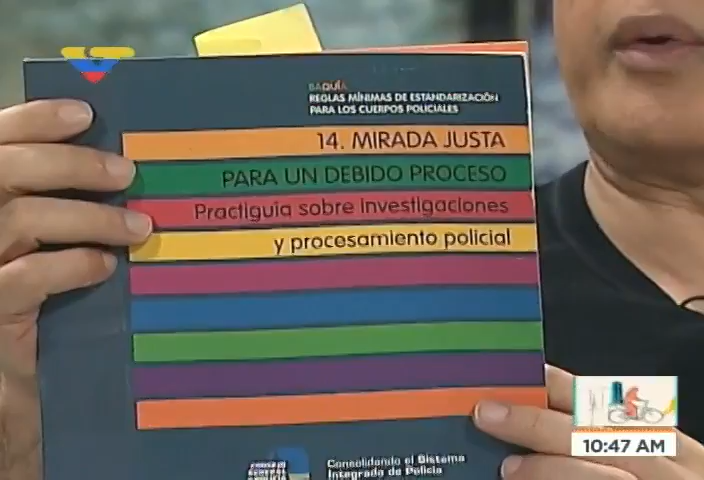 BAQUÍA
REGLAS MÍNIMAS DE ESTANDARIZACIÓN
PARA LOS CUERPOS POLICIALES
14. MIRADA JUSTA
PARA UN DEBIDO PROCESO
Practiguía sobre investigaciones
y procesamiento policial
Consolidando el Sistema
Integrado de Policía
10:47 AM